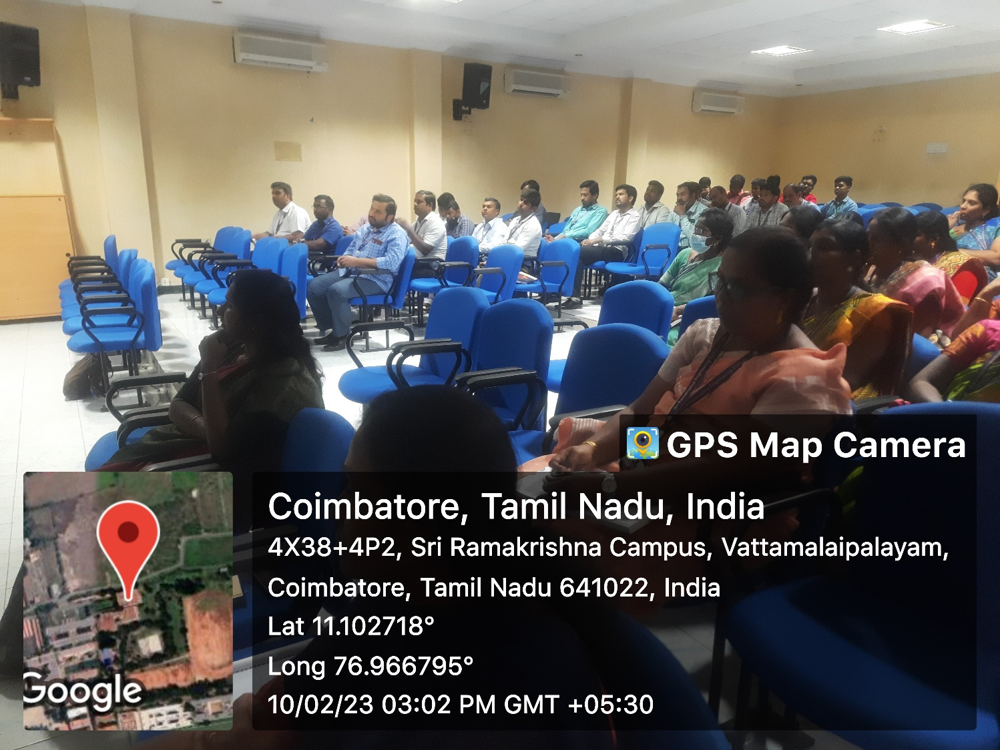 GPS Map Camera
Coimbatore, Tamil Nadu, India
4X38+4P2, Sri Ramakrishna Campus, Vattamalaipalayam,
Coimbatore, Tamil Nadu 641022, India
Lat 11.102718°
Long 76.966795°
10/02/23 03:02 PM GMT +05:30
Google